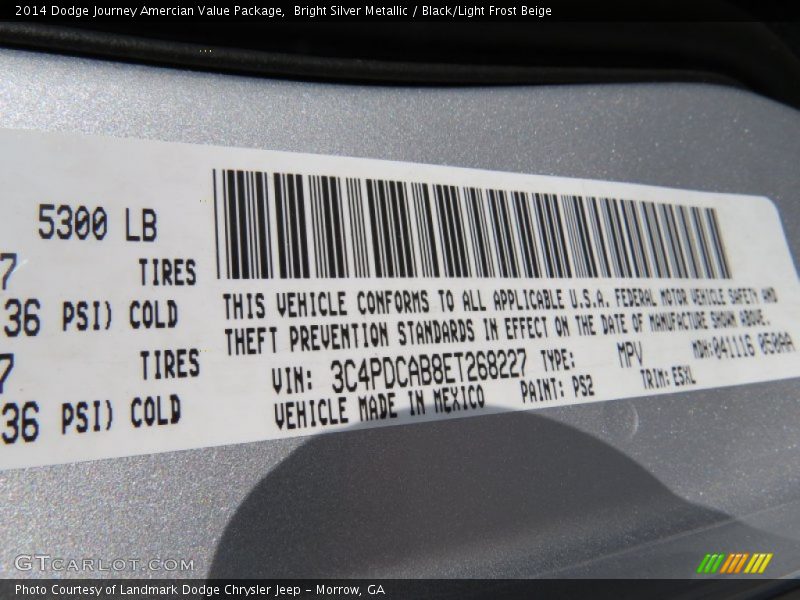 2014 Dodge Journey Amercian Value Package,  Bright Silver Metallic / Black/Light Frost Beige
5300 LB
7 TIRES
36 PSI) COLD
7 TIRES
36 PSI) COLD
THIS VEHICLE CONFORMS TO ALL APPLICABLE U.S.A. FEDERAL MOTOR VEHICLE SAFETY AND
THEFT PREVENTION STANDARDS IN EFFECT ON THE DATE OF MANUFACTURE SHOWN ABOVE.
VIN: 3C4PDCAB8ET268227 TYPE: MPV MDH:041116 050AA
VEHICLE MADE IN MEXICO PAINT: PS2 TRIM: E5XL
GTCARLOT.COM
Photo Courtesy of Landmark Dodge Chrysler Jeep – Morrow, GA